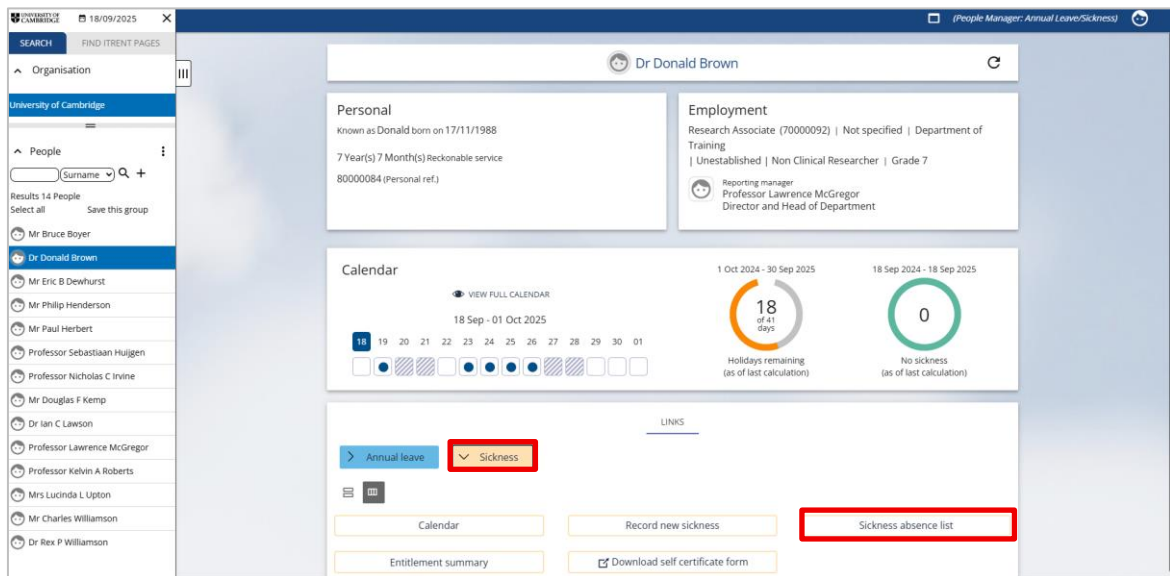 UNIVERSITY OF
CAMBRIDGE
18/09/2025
(People Manager: Annual Leave/Sickness)
SEARCH
FIND ITRENT PAGES
Organisation
University of Cambridge
People
Surname
Results 14 People
Select all
Save this group
Mr Bruce Boyer
Dr Donald Brown
Mr Eric B Dewhurst
Mr Philip Henderson
Mr Paul Herbert
Professor Sebastiaan Huijgen
Professor Nicholas C Irvine
Mr Douglas F Kemp
Dr Ian C Lawson
Professor Lawrence McGregor
Professor Kelvin A Roberts
Mrs Lucinda L Upton
Mr Charles Williamson
Dr Rex P Williamson
Dr Donald Brown
Personal
Known as Donald born on 17/11/1988
7 Year(s) 7 Month(s) Reckonable service
80000084 (Personal ref.)
Employment
Research Associate (70000092) | Not specified | Department of
Training
| Unestablished | Non Clinical Researcher | Grade 7
Reporting manager
Professor Lawrence McGregor
Director and Head of Department
Calendar
VIEW FULL CALENDAR
18 Sep - 01 Oct 2025
18 19 20 21 22 23 24 25 26 27 28 29 30 01
1 Oct 2024 - 30 Sep 2025
18
of 41
days
Holidays remaining
(as of last calculation)
18 Sep 2024 - 18 Sep 2025
0
No sickness
(as of last calculation)
LINKS
Annual leave
Sickness
Calendar
Record new sickness
Sickness absence list
Entitlement summary
Download self certificate form